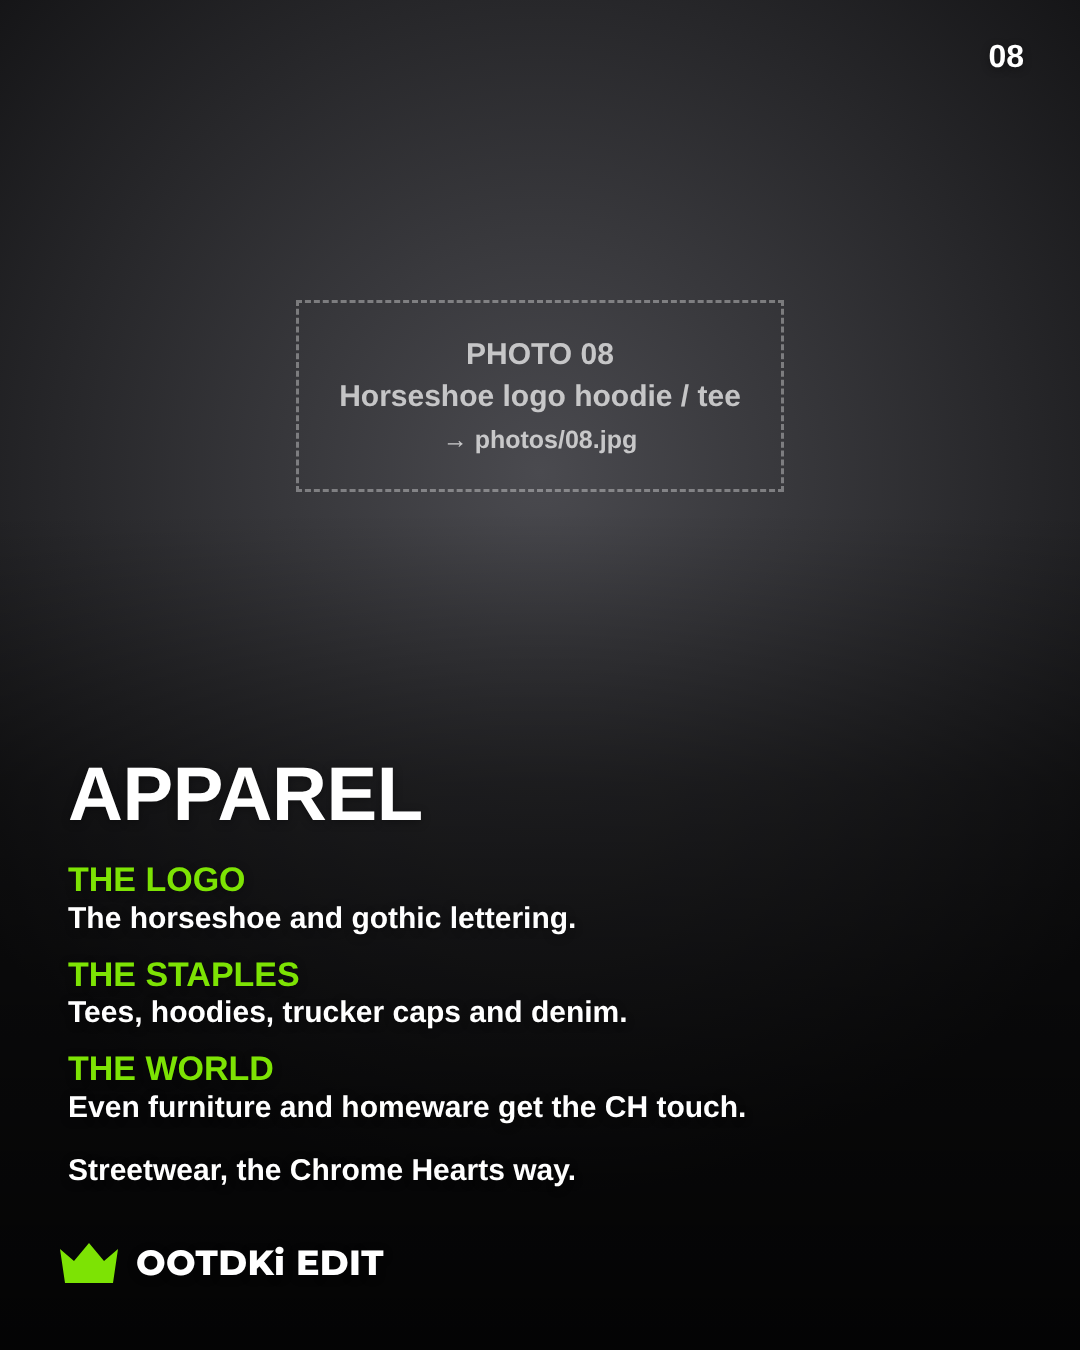 08
PHOTO 08
Horseshoe logo hoodie / tee
→ photos/08.jpg
APPAREL
THE LOGO
The horseshoe and gothic lettering.
THE STAPLES
Tees, hoodies, trucker caps and denim.
THE WORLD
Even furniture and homeware get the CH touch.
Streetwear, the Chrome Hearts way.
OOTDKi EDIT